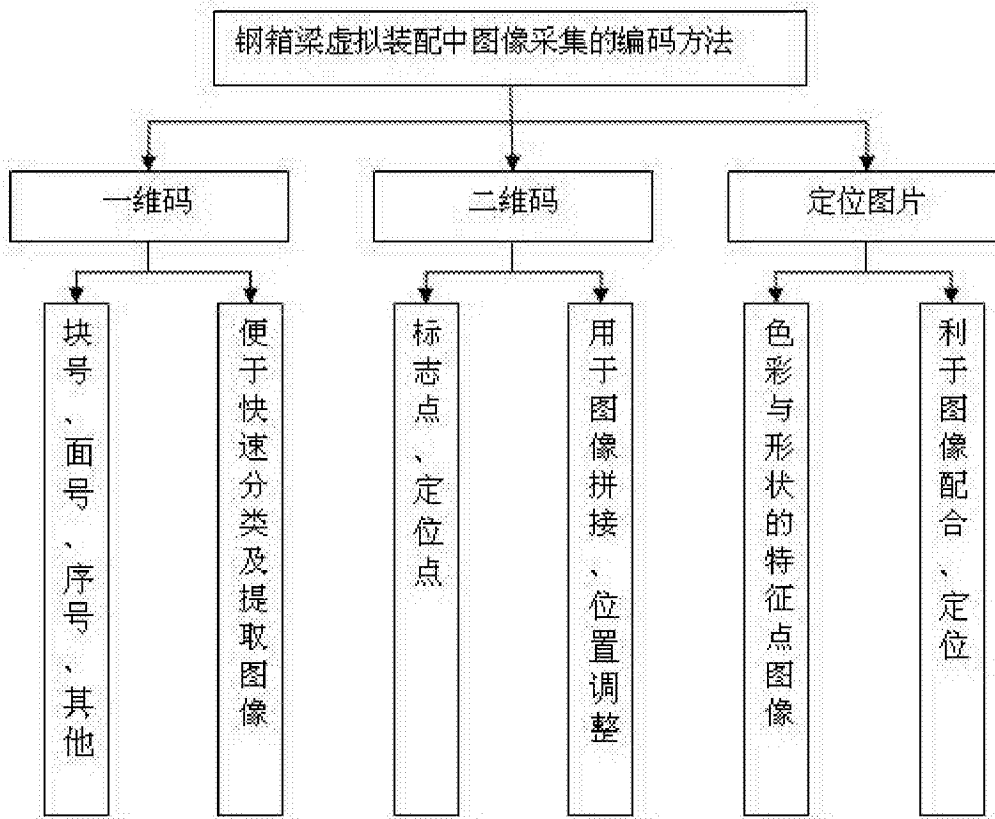 钢箱梁虚拟装配中图像采集的编码方法
一维码
二维码
定位图片
块号、面号、序号、其他
便于快速分类及提取图像
标志点、定位点
用于图像拼接、位置调整
色彩与形状的特征点图像
利于图像配合、定位